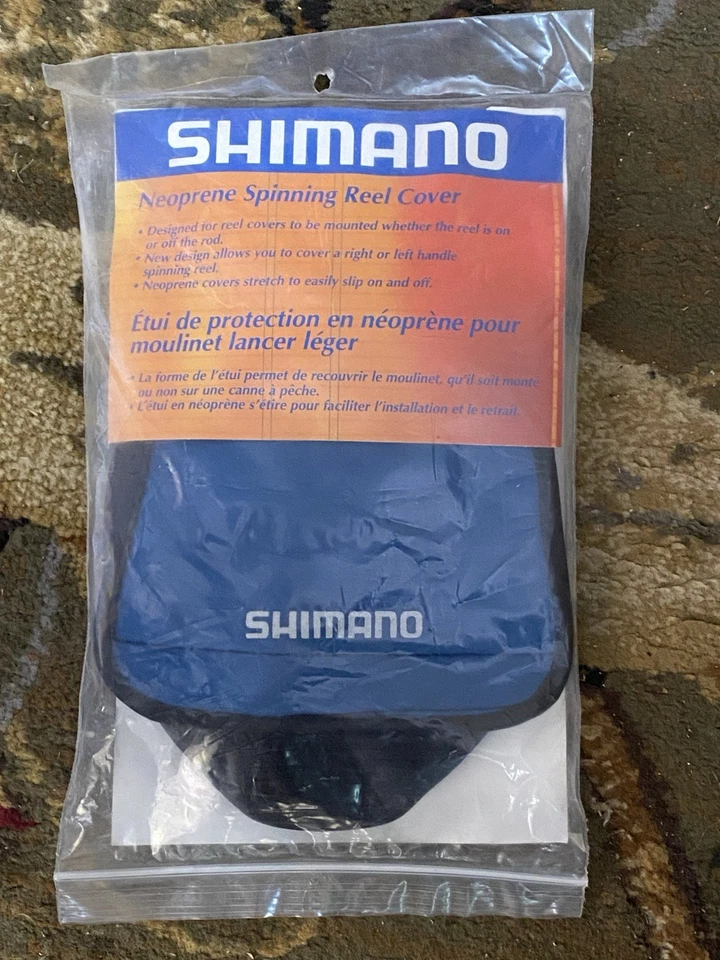 SHIMANO
Neoprene Spinning Reel Cover
• Designed for reel covers to be mounted whether the reel is on
or off the rod.
• New design allows you to cover a right or left handle
spinning reel.
• Neoprene covers stretch to easily slip on and off.
Étui de protection en néoprène pour
moulinet lancer léger
• La forme de l'étui permet de recouvrir le moulinet, qu'il soit monté
ou non sur une canne à pêche.
• L'étui en néoprène s'étire pour faciliter l'installation et le retrait.
SHIMANO